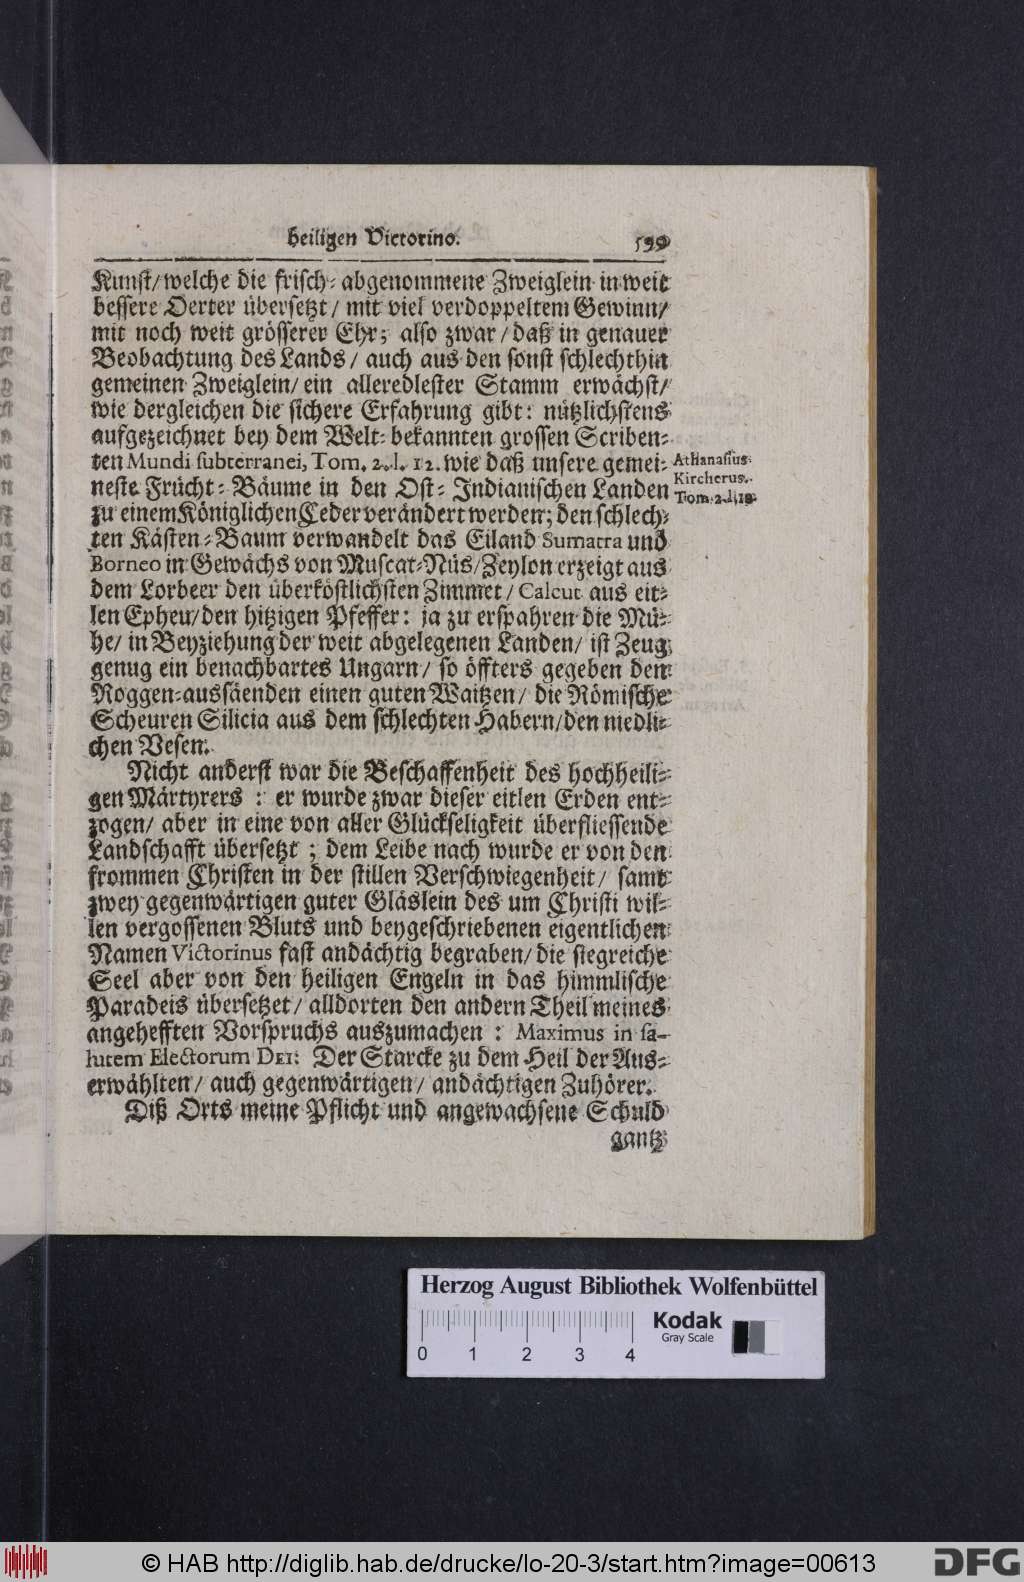 heiligen Victorino. 599
Kunst/ welche die frisch-abgenommene Zweiglein in weit
bessere Oerter übersetzt/ mit viel verdoppeltem Gewinn/
mit noch weit grösserer Ehr; also zwar/ daß in genauer
Beobachtung des Lands/ auch aus den sonst schlechthin
gemeinen Zweiglein/ ein alleredlester Stamm erwächst/
wie dergleichen die sichere Erfahrung gibt: nützlichstens
aufgezeichnet bey dem Welt-bekannten grossen Scriben-
ten Mundi subterranei, Tom. 2. l. 12. wie daß unsere gemei-
neste Frücht-Bäume in den Ost-Indianischen Landen
zu einem Königlichen Ceder verändert werden; den schlech-
ten Kästen-Baum verwandelt das Eiland Sumatra und
Borneo in Gewächs von Muscat-Nüs/ Zeylon erzeigt aus
dem Lorbeer den überköstlichsten Zimmet/ Calcut aus eit-
len Epheu/ den hitzigen Pfeffer: ja zu erspahren die Mü-
he/ in Beyziehung der weit abgelegenen Landen/ ist Zeug
genug ein benachbartes Ungarn/ so öffters gegeben den
Roggen-aussäenden einen guten Waitzen/ die Römische
Scheuren Silicia aus dem schlechten Habern/ den niedli-
chen Vesen.
Nicht anderst war die Beschaffenheit des hochheili-
gen Märtyrers: er wurde zwar dieser eitlen Erden ent-
zogen/ aber in eine von aller Glückseligkeit überfliessende
Landschafft übersetzt; dem Leibe nach wurde er von den
frommen Christen in der stillen Verschwiegenheit/ samt
zwey gegenwärtigen guter Gläslein des um Christi wil-
len vergossenen Bluts und beygeschriebenen eigentlichen
Namen Victorinus fast andächtig begraben/ die siegreiche
Seel aber von den heiligen Engeln in das himmlische
Paradeis übersetzet/ alldorten den andern Theil meines
angehefften Vorspruchs auszumachen: Maximus in sa-
lutem Electorum DEI: Der Starcke zu dem Heil der Aus-
erwählten/ auch gegenwärtigen/ andächtigen Zuhörer.
Diß Orts meine Pflicht und angewachsene Schuld
gantz
Athanasius
Kircherus.
Tom. 2. l. 12.
Herzog August Bibliothek Wolfenbüttel
Kodak
Gray Scale
0 1 2 3 4
© HAB http://diglib.hab.de/drucke/lo-20-3/start.htm?image=00613
DFG